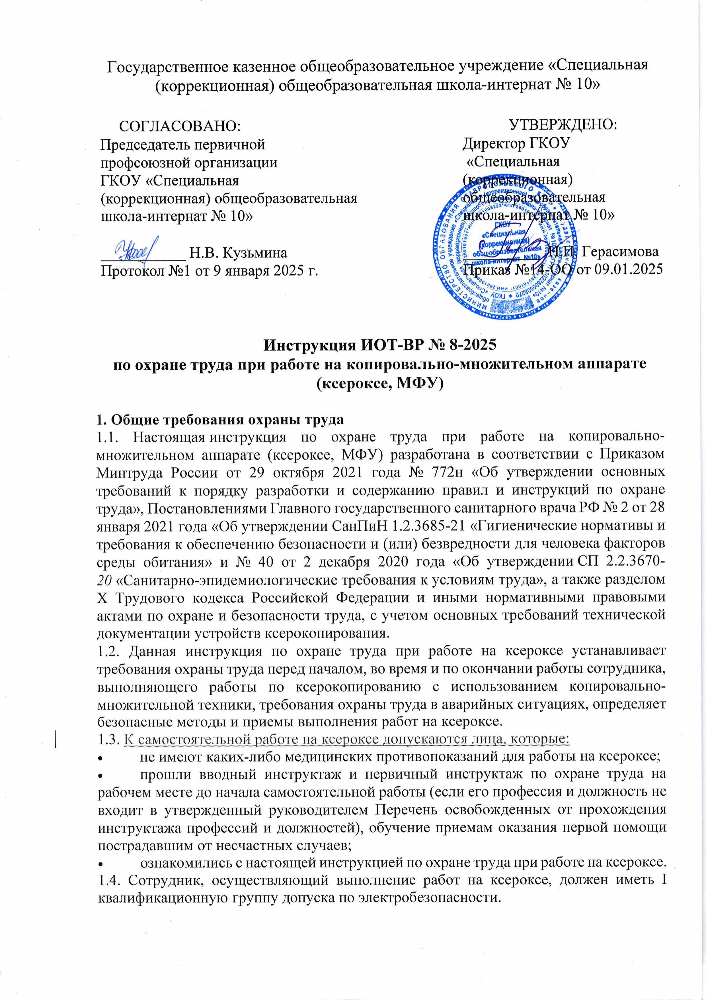 Государственное казенное общеобразовательное учреждение «Специальная
(коррекционная) общеобразовательная школа-интернат № 10»
СОГЛАСОВАНО:
Председатель первичной
профсоюзной организации
ГКОУ «Специальная
(коррекционная) общеобразовательная
школа-интернат № 10»
Н.В. Кузьмина
Протокол №1 от 9 января 2025 г.
УТВЕРЖДЕНО:
Директор ГКОУ
«Специальная
(коррекционная)
общеобразовательная
школа-интернат № 10»
Н.И. Герасимова
Приказ №14-ОО от 09.01.2025
ГКОУ
«Специальная
(коррекционная)
общеобразовательная
школа-интернат №10»
Инструкция ИОТ-ВР № 8-2025
по охране труда при работе на копировально-множительном аппарате
(ксероксе, МФУ)
1. Общие требования охраны труда
1.1. Настоящая инструкция по охране труда при работе на копировально-
множительном аппарате (ксероксе, МФУ) разработана в соответствии с Приказом
Минтруда России от 29 октября 2021 года № 772н «Об утверждении основных
требований к порядку разработки и содержанию правил и инструкций по охране
труда», Постановлениями Главного государственного санитарного врача РФ № 2 от 28
января 2021 года «Об утверждении СанПиН 1.2.3685-21 «Гигиенические нормативы и
требования к обеспечению безопасности и (или) безвредности для человека факторов
среды обитания» и № 40 от 2 декабря 2020 года «Об утверждении СП 2.2.3670-
20 «Санитарно-эпидемиологические требования к условиям труда», а также разделом
Х Трудового кодекса Российской Федерации и иными нормативными правовыми
актами по охране и безопасности труда, с учетом основных требований технической
документации устройств ксерокопирования.
1.2. Данная инструкция по охране труда при работе на ксероксе устанавливает
требования охраны труда перед началом, во время и по окончании работы сотрудника,
выполняющего работы по ксерокопированию с использованием копировально-
множительной техники, требования охраны труда в аварийных ситуациях, определяет
безопасные методы и приемы выполнения работ на ксероксе.
1.3. К самостоятельной работе на ксероксе допускаются лица, которые:
• не имеют каких-либо медицинских противопоказаний для работы на ксероксе;
• прошли вводный инструктаж и первичный инструктаж по охране труда на
рабочем месте до начала самостоятельной работы (если его профессия и должность не
входит в утвержденный руководителем Перечень освобожденных от прохождения
инструктажа профессий и должностей), обучение приемам оказания первой помощи
пострадавшим от несчастных случаев;
• ознакомились с настоящей инструкцией по охране труда при работе на ксероксе.
1.4. Сотрудник, осуществляющий выполнение работ на ксероксе, должен иметь I
квалификационную группу допуска по электробезопасности.